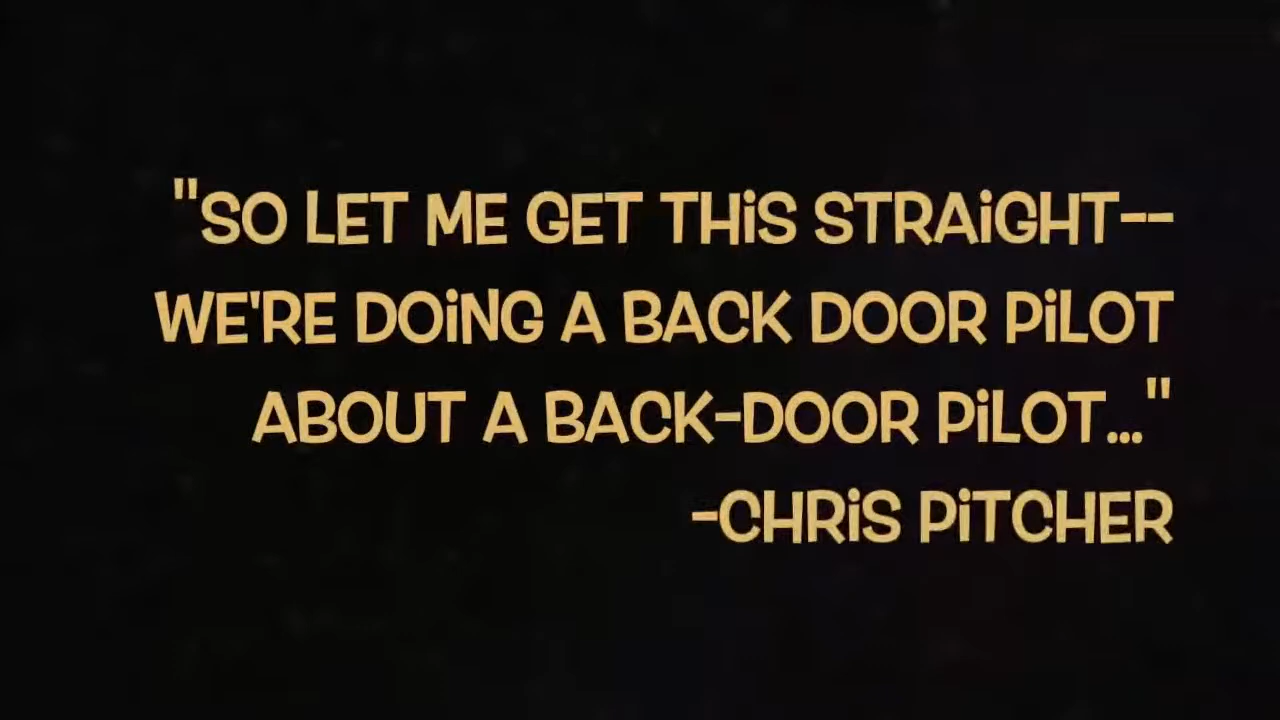 "SO LET ME GET THiS STRAiGHT--
WE'RE DOiNG A BACK DOOR PiLOT
ABOUT A BACK-DOOR PiLOT..."
-CHRiS PiTCHER